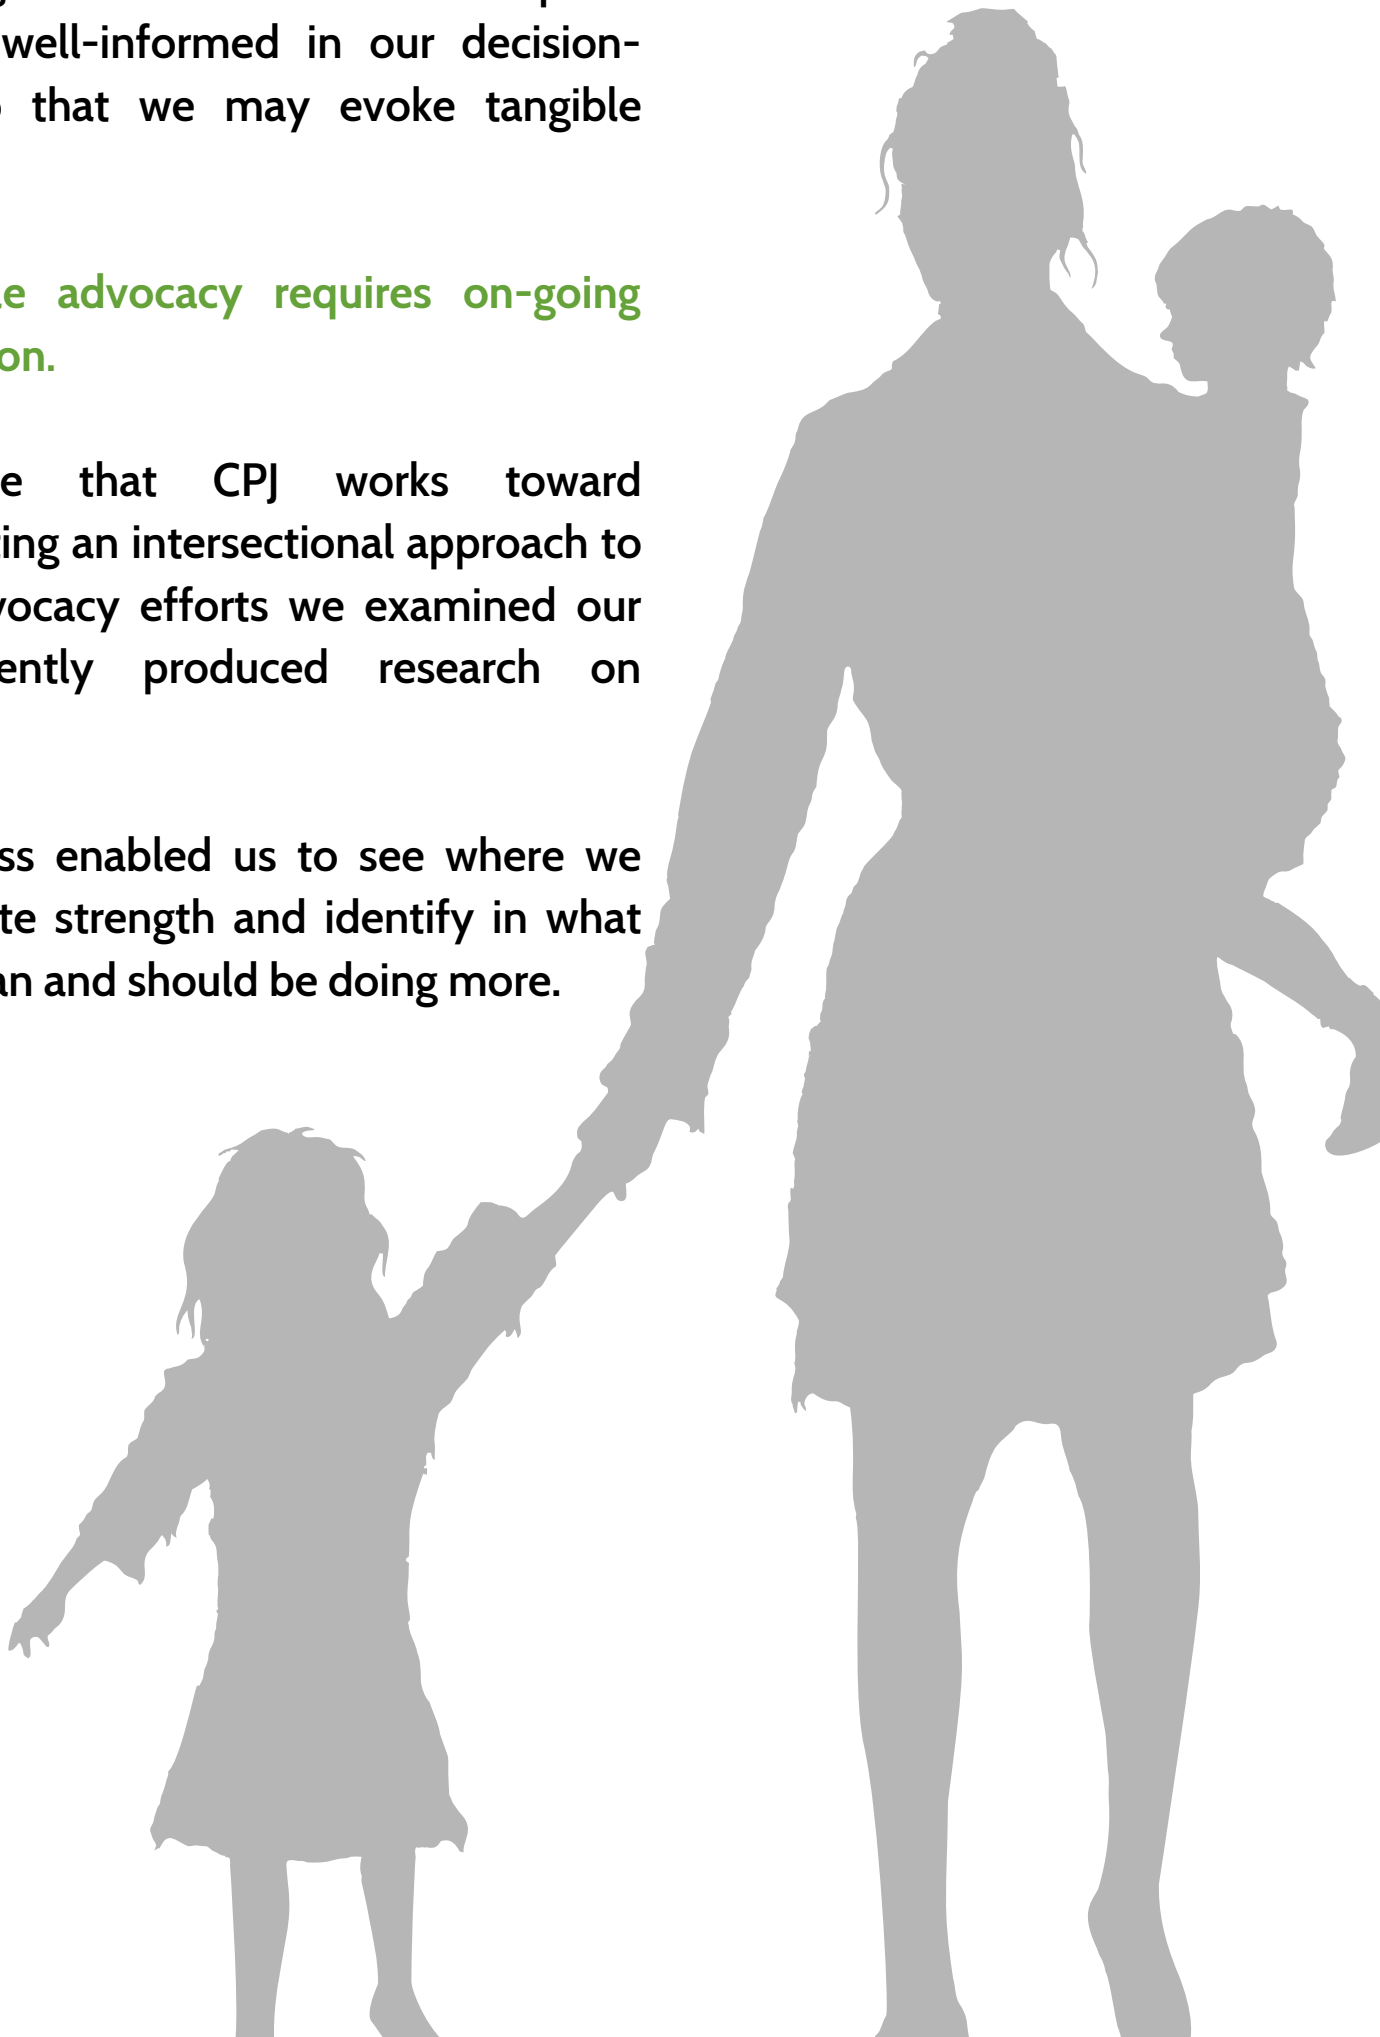 well-informed in our decision-
that we may evoke tangible
advocacy requires on-going
on.
that CPJ works toward
ing an intersectional approach to
vocacy efforts we examined our
ently produced research on
ss enabled us to see where we
te strength and identify in what
an and should be doing more.